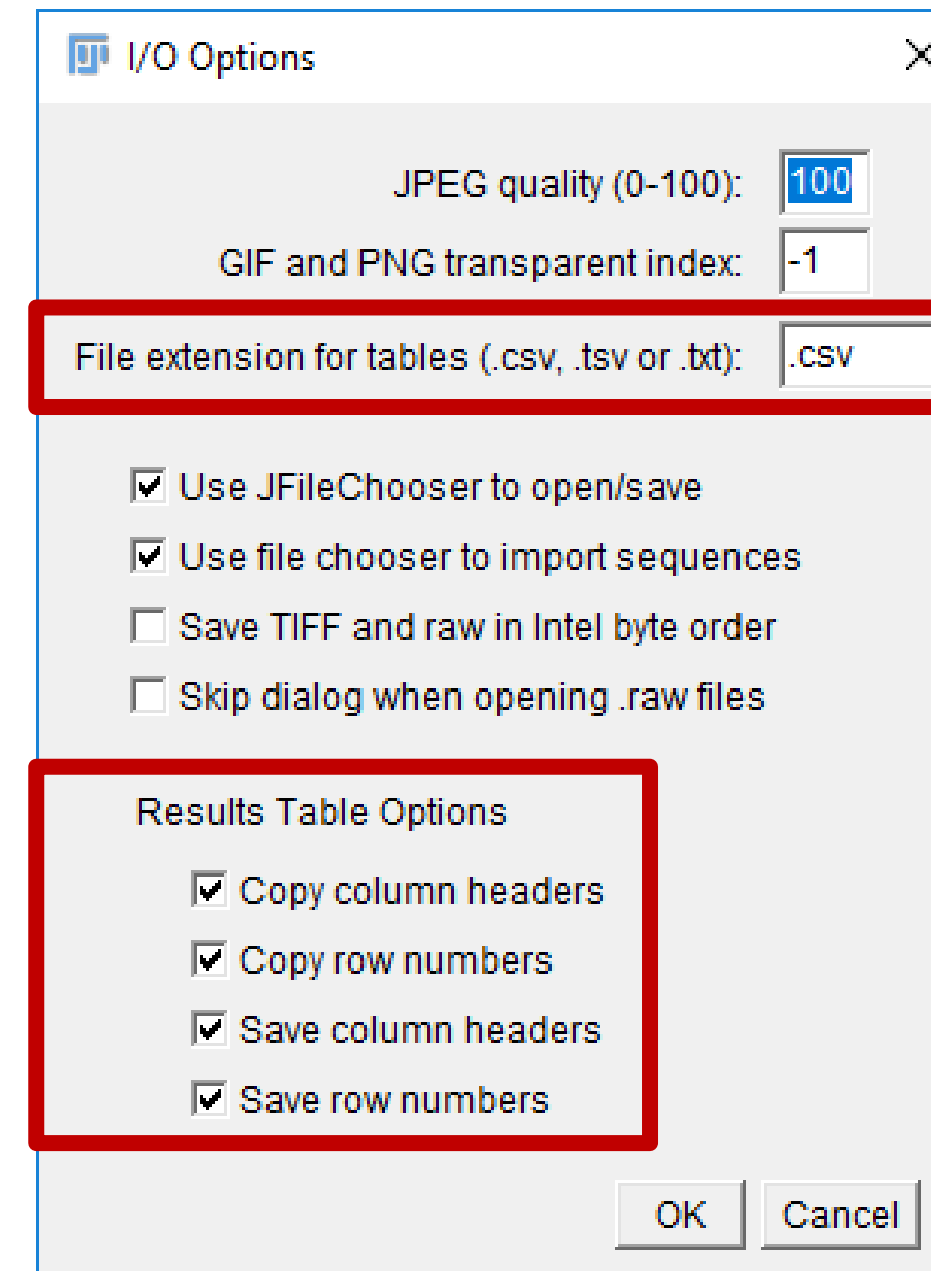 I/O Options
JPEG quality (0-100): 100
GIF and PNG transparent index: -1
File extension for tables (.csv, .tsv or .txt): .csv
Use JFileChooser to open/save
Use file chooser to import sequences
Save TIFF and raw in Intel byte order
Skip dialog when opening .raw files
Results Table Options
Copy column headers
Copy row numbers
Save column headers
Save row numbers
OK Cancel